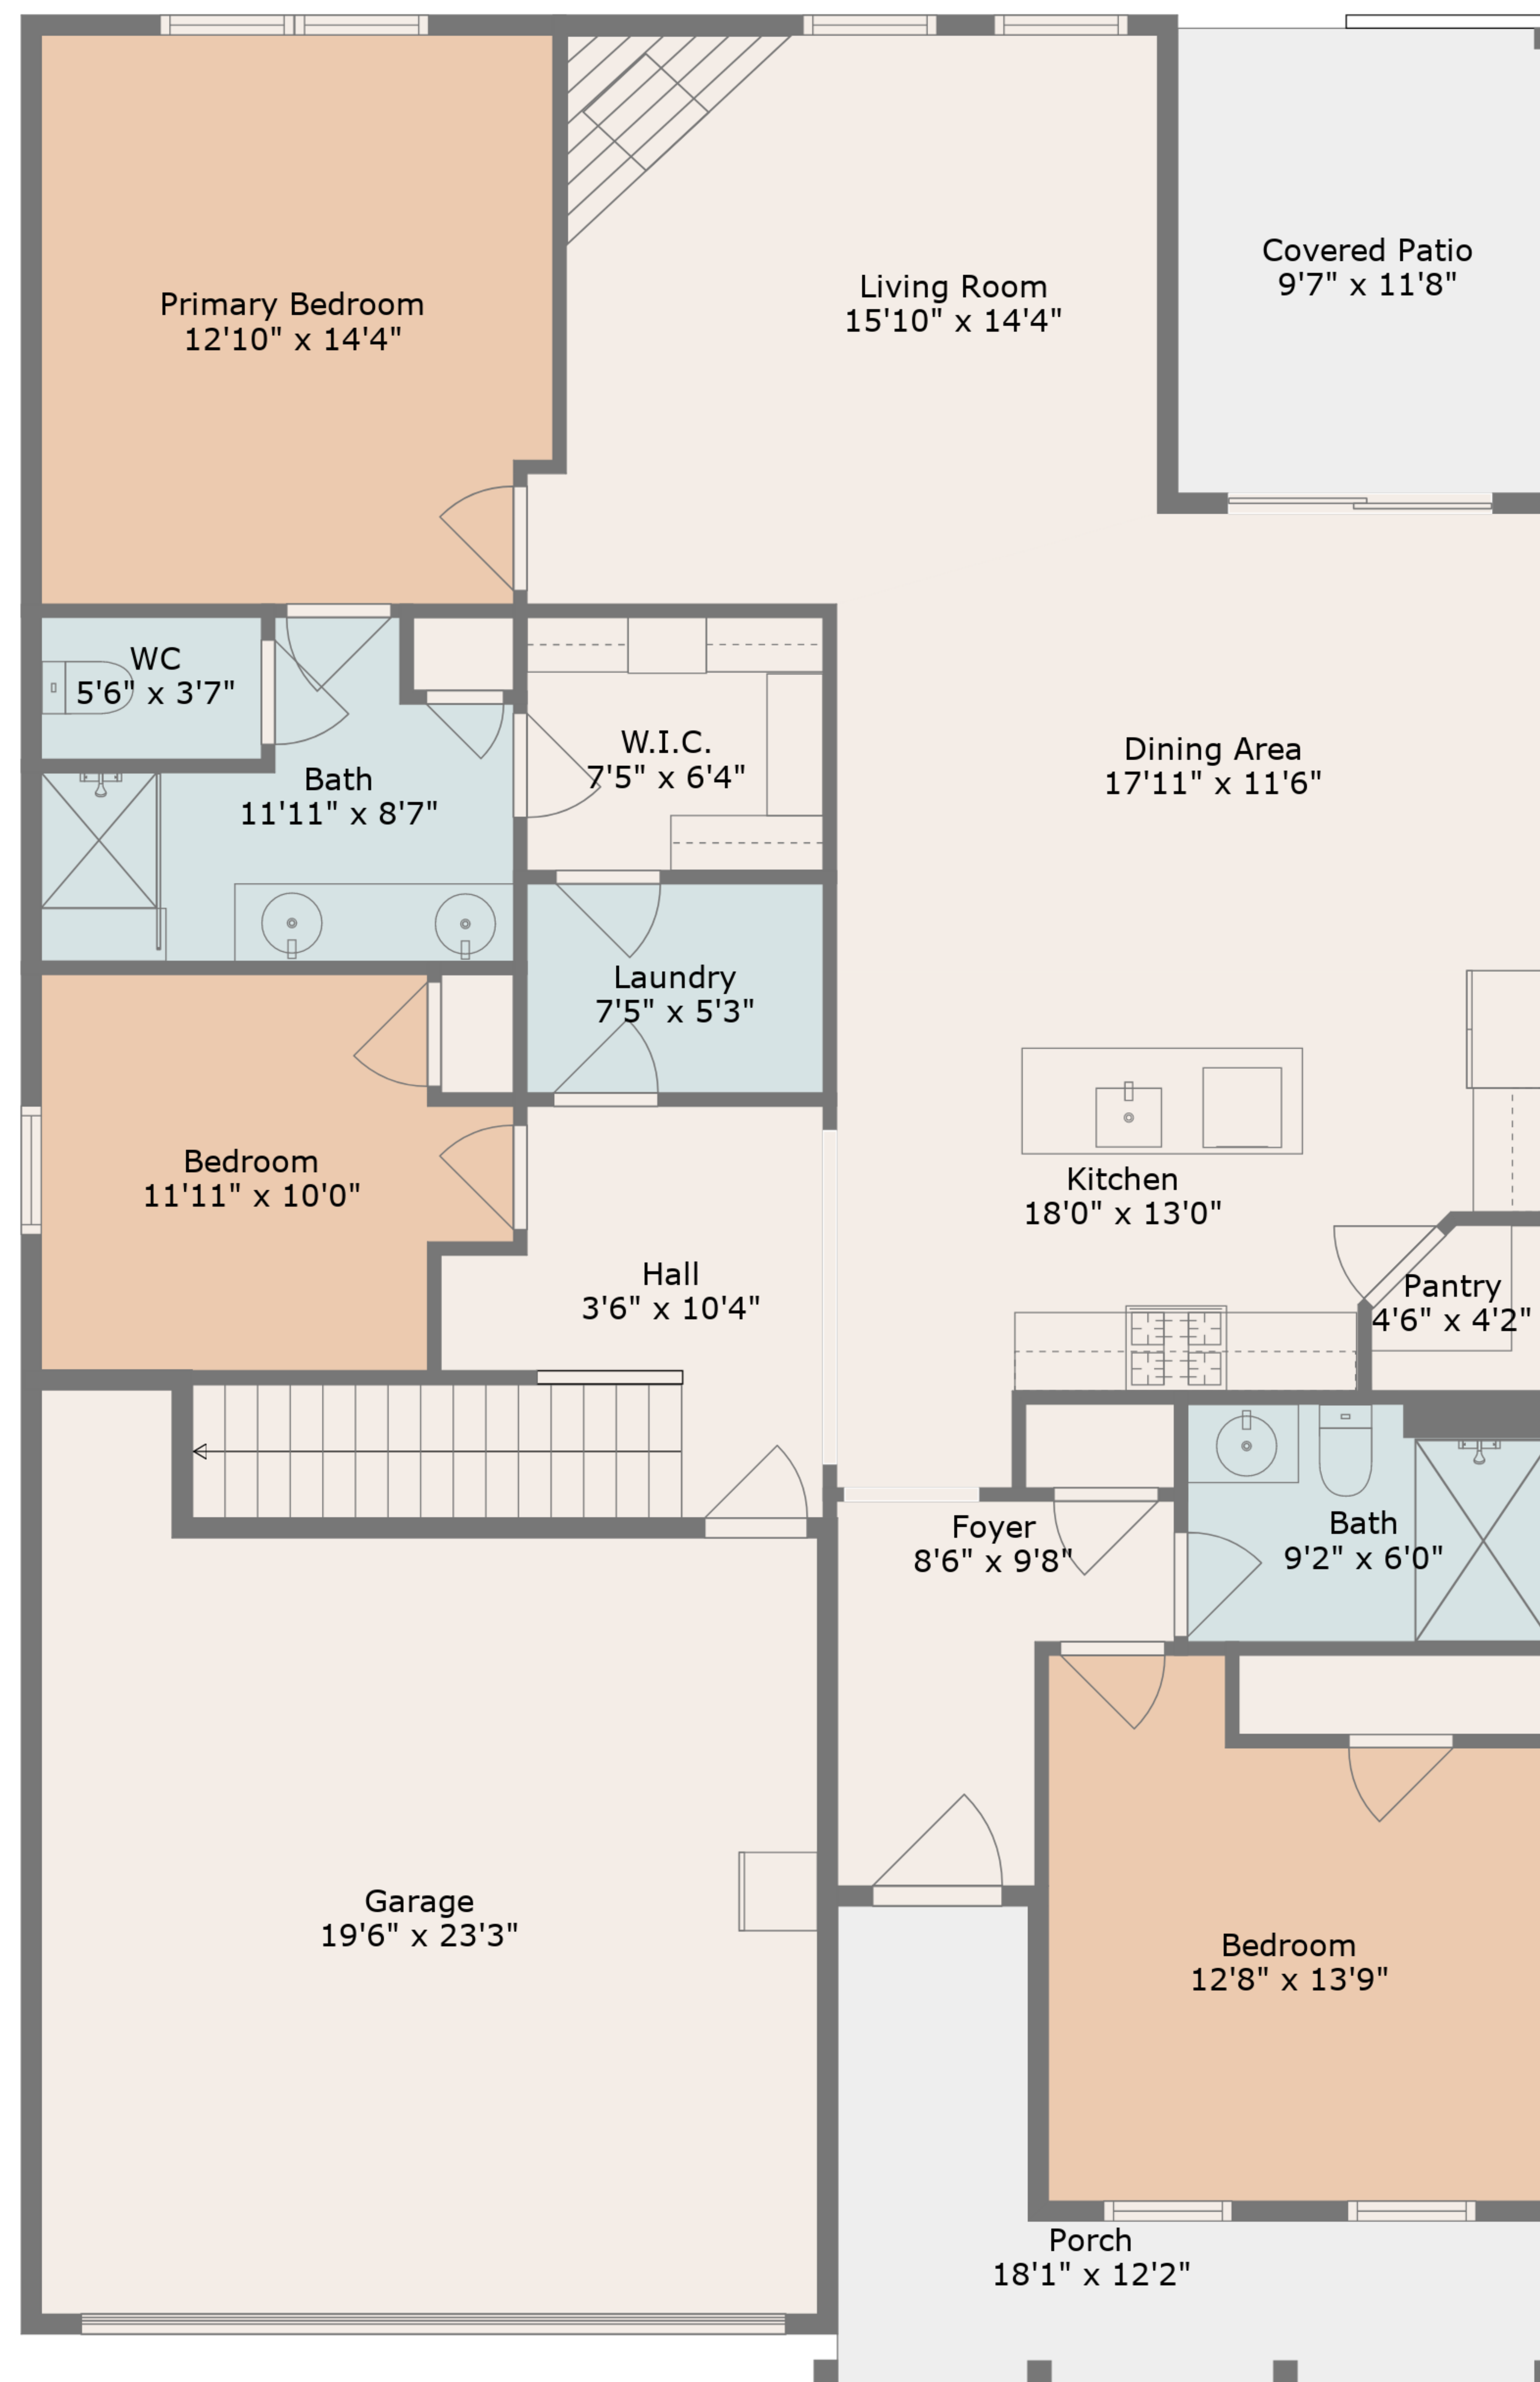 Covered Patio
9'7" x 11'8"
Living Room
15'10" x 14'4"
Primary Bedroom
12'10" x 14'4"
WC
5'6" x 3'7"
W.I.C.
7'5" x 6'4"
Dining Area
17'11" x 11'6"
Bath
11'11" x 8'7"
Laundry
7'5" x 5'3"
Bedroom
11'11" x 10'0"
Kitchen
18'0" x 13'0"
Hall
3'6" x 10'4"
Pantry
4'6" x 4'2"
Foyer
8'6" x 9'8"
Bath
9'2" x 6'0"
Garage
19'6" x 23'3"
Bedroom
12'8" x 13'9"
Porch
18'1" x 12'2"